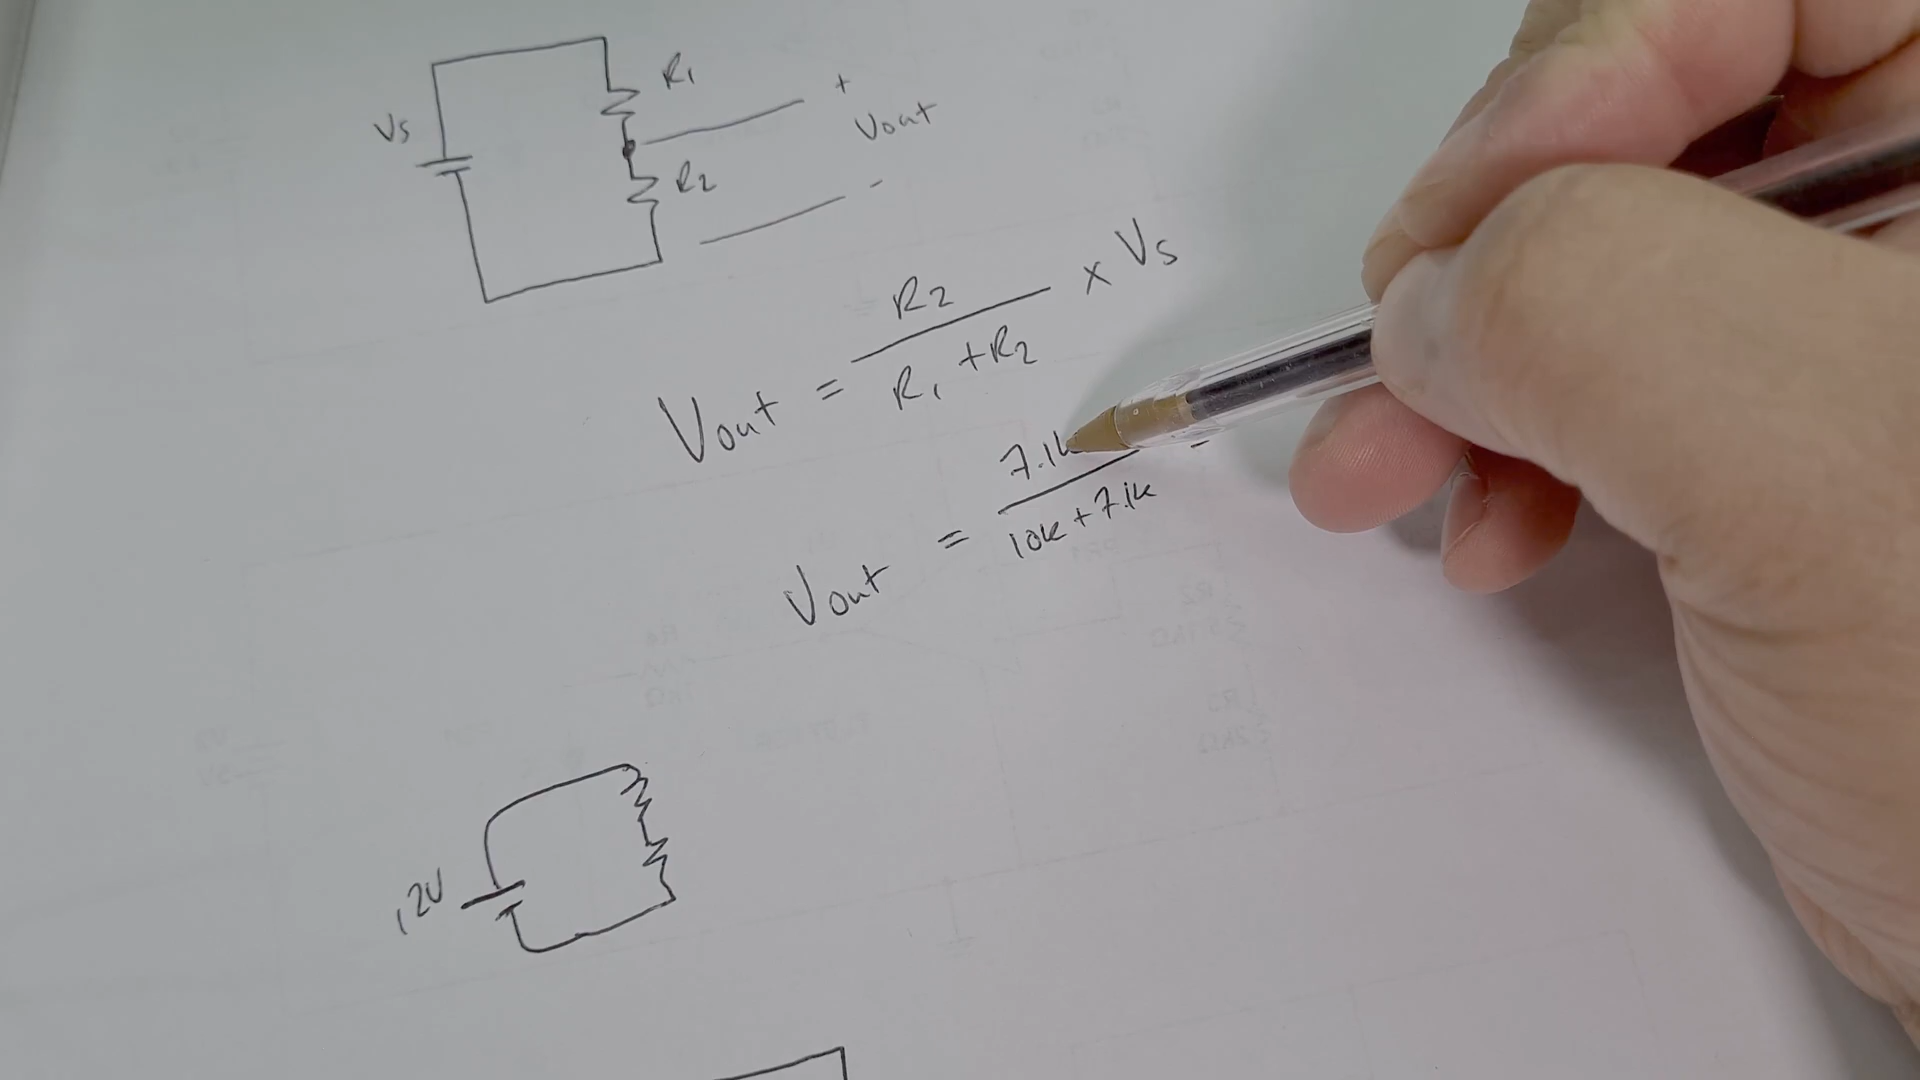 R1
+
Vs
Vout
R2
-
Vout = R2 / R1 + R2 x Vs
Vout = 7.1k / 10k + 7.1k =
12V